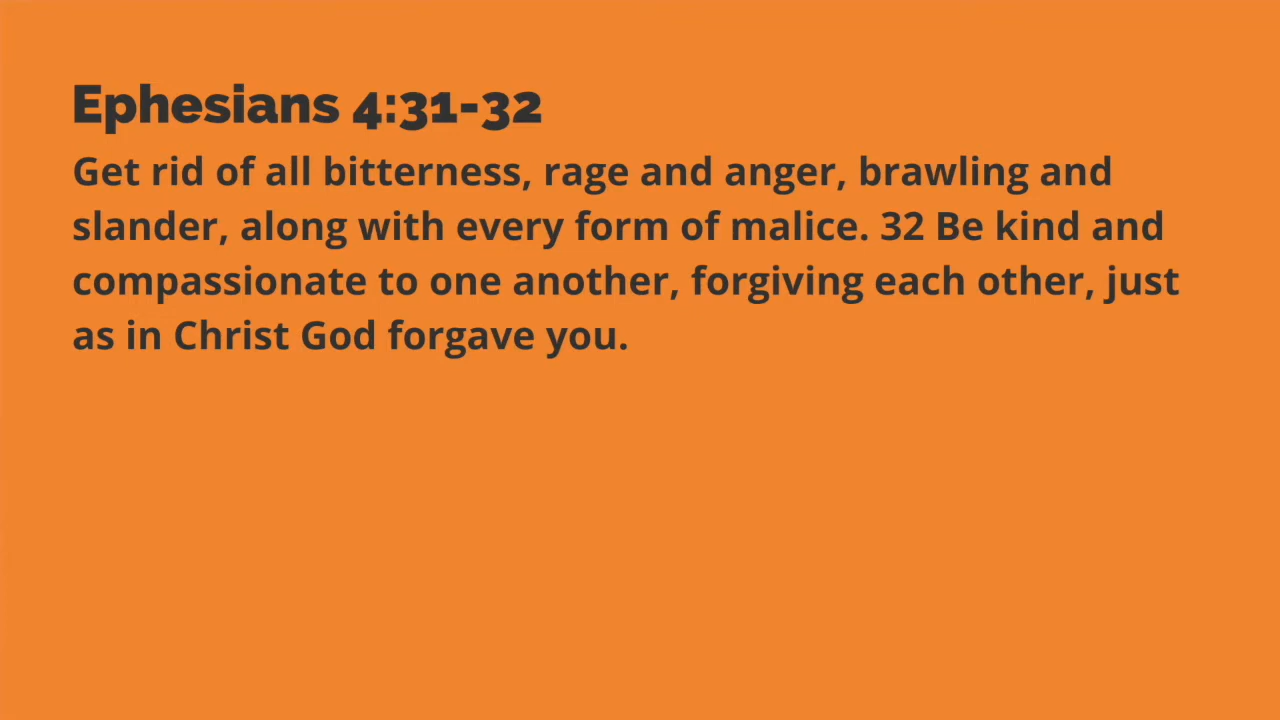 Ephesians 4:31-32
Get rid of all bitterness, rage and anger, brawling and
slander, along with every form of malice. 32 Be kind and
compassionate to one another, forgiving each other, just
as in Christ God forgave you.